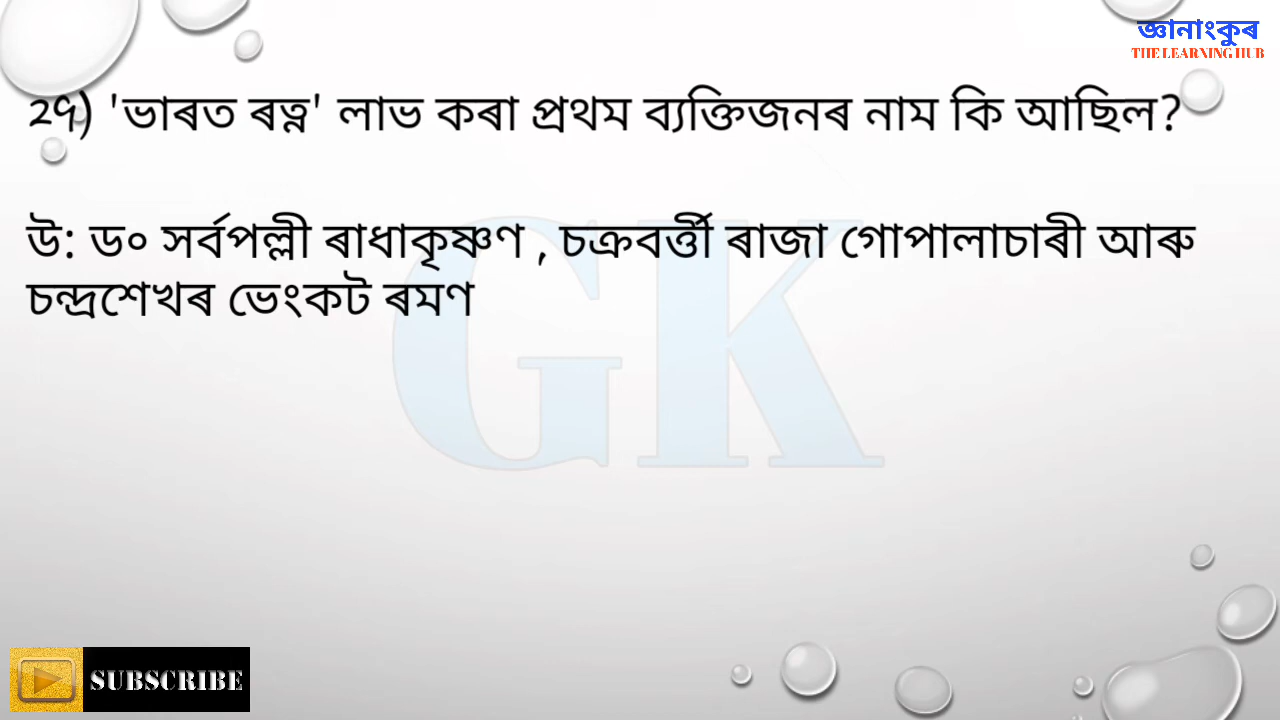 জ্ঞানাংকুৰ
THE LEARNING HUB
২৭) 'ভাৰত ৰত্ন' লাভ কৰা প্ৰথম ব্যক্তিজনৰ নাম কি আছিল?
উ: ড০ সৰ্বপল্লী ৰাধাকৃষ্ণণ , চক্ৰবৰ্ত্তী ৰাজা গোপালাচাৰী আৰু
চন্দ্ৰশেখৰ ভেংকট ৰমণ
GK
SUBSCRIBE